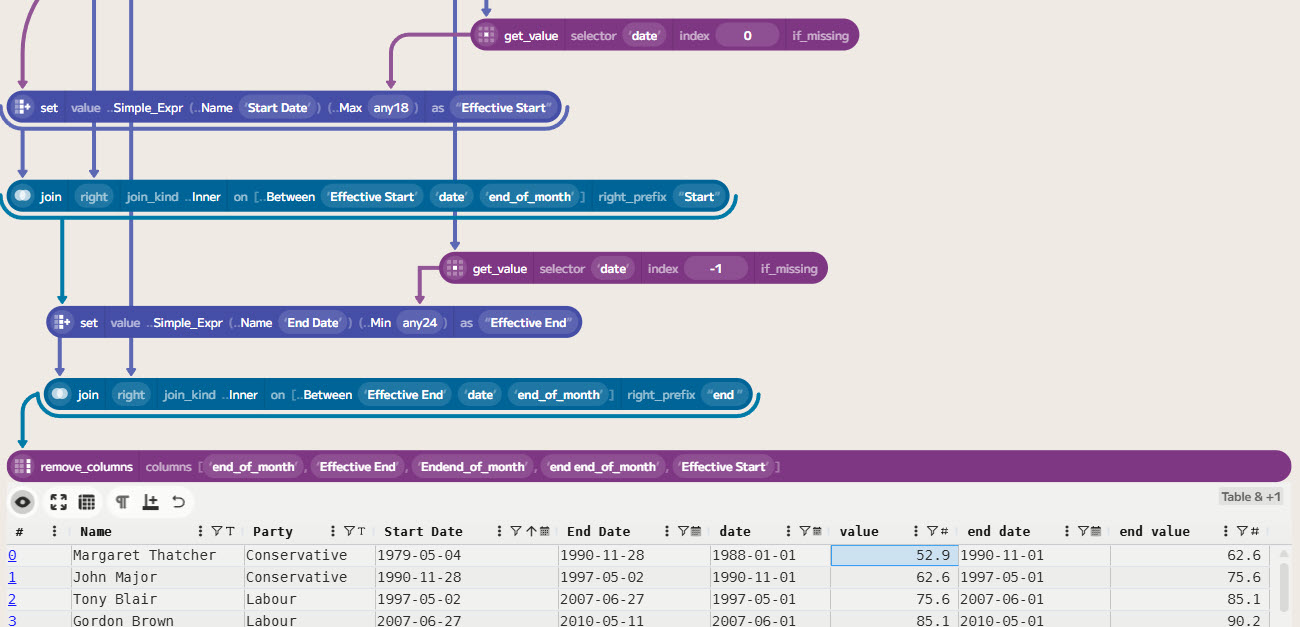 get_value selector 'date' index 0 if_missing
set value ..Simple_Expr (..Name 'Start Date') (..Max any18) as "Effective Start"
join right join_kind ..Inner on [..Between 'Effective Start' 'date' 'end_of_month'] right_prefix "Start"
get_value selector 'date' index -1 if_missing
set value ..Simple_Expr (..Name 'End Date') (..Min any24) as "Effective End"
join right join_kind ..Inner on [..Between 'Effective End' 'date' 'end_of_month'] right_prefix "end "
remove_columns columns ['end_of_month', 'Effective End', 'Endend_of_month', 'end end_of_month', 'Effective Start']
Table & +1
# Name T Party T Start Date End Date date value # end date end value #
0 Margaret Thatcher Conservative 1979-05-04 1990-11-28 1988-01-01 52.9 1990-11-01 62.6
1 John Major Conservative 1990-11-28 1997-05-02 1990-11-01 62.6 1997-05-01 75.6
2 Tony Blair Labour 1997-05-02 2007-06-27 1997-05-01 75.6 2007-06-01 85.1
3 Gordon Brown Labour 2007-06-27 2010-05-11 2007-06-01 85.1 2010-05-01 90.2